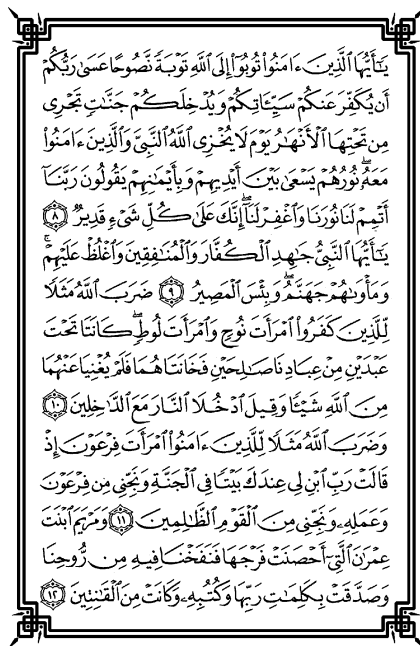 يَـٰٓأَيُّهَا ٱلَّذِينَ ءَامَنُوا۟ تُوبُوٓا۟ إِلَى ٱللَّهِ تَوْبَةً نَّصُوحًا عَسَىٰ رَبُّكُمْ
أَن يُكَفِّرَ عَنكُمْ سَيِّـَٔاتِكُمْ وَيُدْخِلَكُمْ جَنَّـٰتٍ تَجْرِى
مِن تَحْتِهَا ٱلْأَنْهَـٰرُ يَوْمَ لَا يُخْزِى ٱللَّهُ ٱلنَّبِىَّ وَٱلَّذِينَ ءَامَنُوا۟
مَعَهُۥ ۖ نُورُهُمْ يَسْعَىٰ بَيْنَ أَيْدِيهِمْ وَبِأَيْمَـٰنِهِمْ يَقُولُونَ رَبَّنَآ
أَتْمِمْ لَنَا نُورَنَا وَٱغْفِرْ لَنَآ ۖ إِنَّكَ عَلَىٰ كُلِّ شَىْءٍ قَدِيرٌ ٨
يَـٰٓأَيُّهَا ٱلنَّبِىُّ جَـٰهِدِ ٱلْكُفَّارَ وَٱلْمُنَـٰفِقِينَ وَٱغْلُظْ عَلَيْهِمْ ۚ
وَمَأْوَىٰهُمْ جَهَنَّمُ ۖ وَبِئْسَ ٱلْمَصِيرُ ٩ ضَرَبَ ٱللَّهُ مَثَلًا
لِّلَّذِينَ كَفَرُوا۟ ٱمْرَأَتَ نُوحٍ وَٱمْرَأَتَ لُوطٍ ۖ كَانَتَا تَحْتَ
عَبْدَيْنِ مِنْ عِبَادِنَا صَـٰلِحَيْنِ فَخَانَتَاهُمَا فَلَمْ يُغْنِيَا عَنْهُمَا
مِنَ ٱللَّهِ شَيْـًٔا وَقِيلَ ٱدْخُلَا ٱلنَّارَ مَعَ ٱلدَّٰخِلِينَ ١٠
وَضَرَبَ ٱللَّهُ مَثَلًا لِّلَّذِينَ ءَامَنُوا۟ ٱمْرَأَتَ فِرْعَوْنَ إِذْ
قَالَتْ رَبِّ ٱبْنِ لِى عِندَكَ بَيْتًا فِى ٱلْجَنَّةِ وَنَجِّنِى مِن فِرْعَوْنَ
وَعَمَلِهِۦ وَنَجِّنِى مِنَ ٱلْقَوْمِ ٱلظَّـٰلِمِينَ ١١ وَمَرْيَمَ ٱبْنَتَ
عِمْرَٰنَ ٱلَّتِىٓ أَحْصَنَتْ فَرْجَهَا فَنَفَخْنَا فِيهِ مِن رُّوحِنَا
وَصَدَّقَتْ بِكَلِمَـٰتِ رَبِّهَا وَكُتُبِهِۦ وَكَانَتْ مِنَ ٱلْقَـٰنِتِينَ ١٢